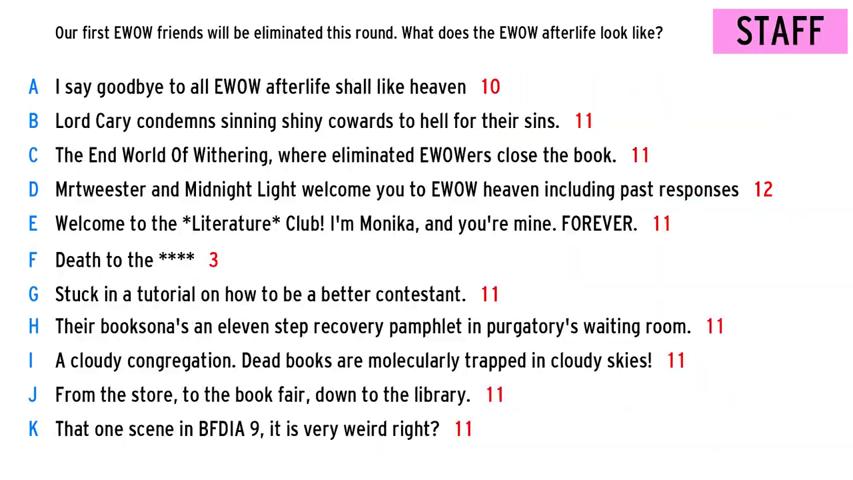 Our first EWOW friends will be eliminated this round. What does the EWOW afterlife look like?
STAFF
A I say goodbye to all EWOW afterlife shall like heaven 10
B Lord Cary condemns sinning shiny cowards to hell for their sins. 11
C The End World Of Withering, where eliminated EWOWers close the book. 11
D Mrtweester and Midnight Light welcome you to EWOW heaven including past responses 12
E Welcome to the *Literature* Club! I'm Monika, and you're mine. FOREVER. 11
F Death to the **** 3
G Stuck in a tutorial on how to be a better contestant. 11
H Their booksona's an eleven step recovery pamphlet in purgatory's waiting room. 11
I A cloudy congregation. Dead books are molecularly trapped in cloudy skies! 11
J From the store, to the book fair, down to the library. 11
K That one scene in BFDIA 9, it is very weird right? 11